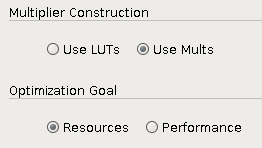 Multiplier Construction
Use LUTs Use Mults
Optimization Goal
Resources Performance